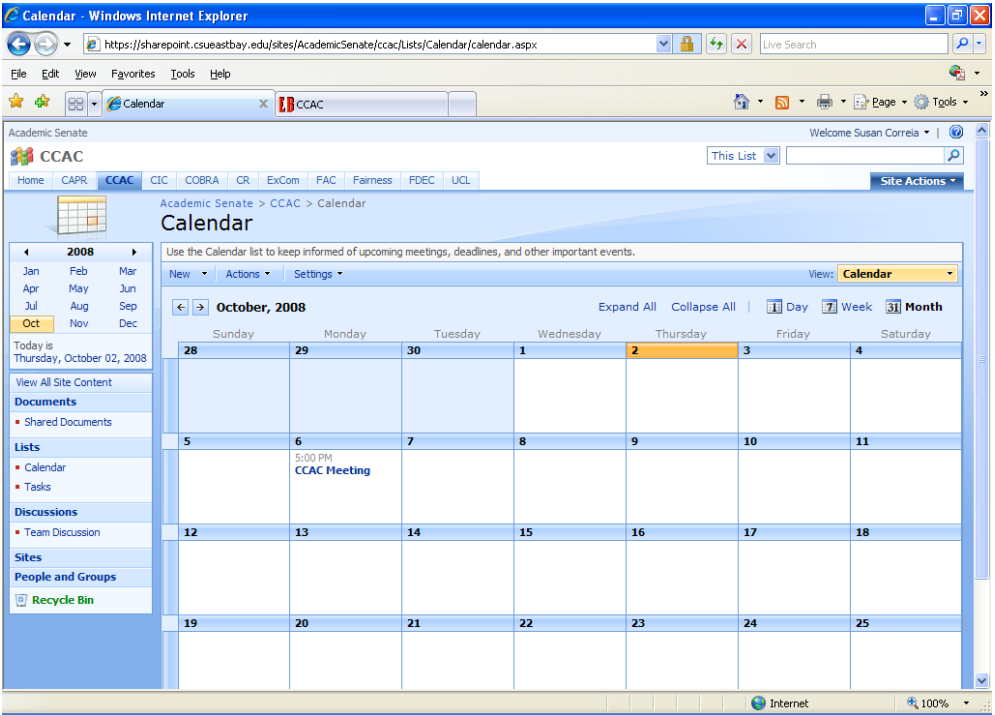 Calendar - Windows Internet Explorer
https://sharepoint.csueastbay.edu/sites/AcademicSenate/ccac/Lists/Calendar/calendar.aspx
Live Search
File Edit View Favorites Tools Help
Calendar X CCAC Page Tools »
Academic Senate Welcome Susan Correia
CCAC This List
Home CAPR CCAC CIC COBRA CR ExCom FAC Fairness FDEC UCL Site Actions
Academic Senate > CCAC > Calendar
Calendar
2008
Jan Feb Mar
Apr May Jun
Jul Aug Sep
Oct Nov Dec
Today is
Thursday, October 02, 2008
View All Site Content
Documents
Shared Documents
Lists
Calendar
Tasks
Discussions
Team Discussion
Sites
People and Groups
Recycle Bin
Use the Calendar list to keep informed of upcoming meetings, deadlines, and other important events.
New Actions Settings View: Calendar
October, 2008 Expand All Collapse All | 1 Day 7 Week 31 Month
Sunday Monday Tuesday Wednesday Thursday Friday Saturday
28 29 30 1 2 3 4
5 6 7 8 9 10 11
5:00 PM
CCAC Meeting
12 13 14 15 16 17 18
19 20 21 22 23 24 25
Internet 100%